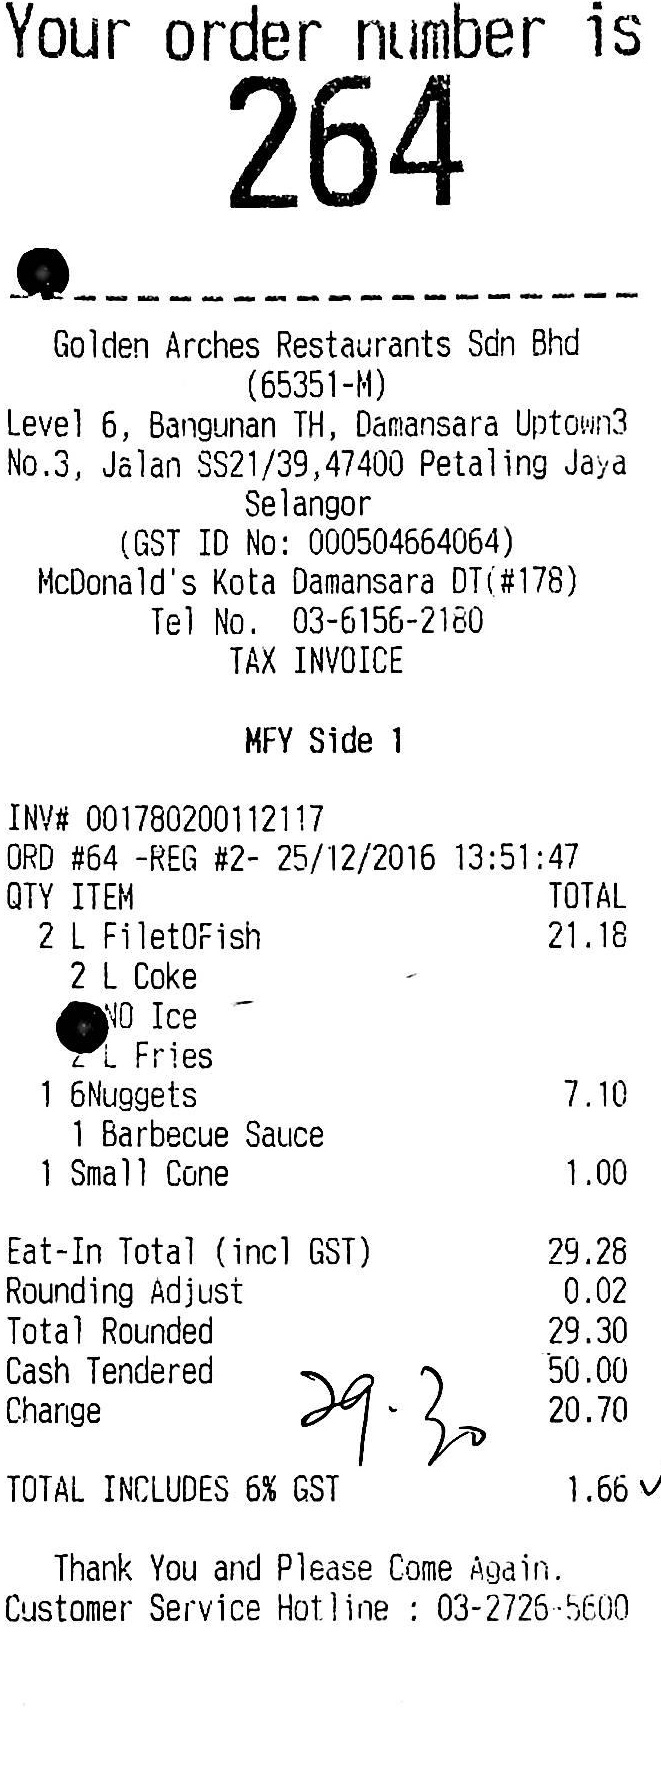 Your order number is
264
Golden Arches Restaurants Sdn Bhd
(65351-M)
Level 6, Bangunan TH, Damansara Uptown3
No.3, Jalan SS21/39,47400 Petaling Jaya
Selangor
(GST ID No: 000504664064)
McDonald's Kota Damansara DT(#178)
Tel No. 03-6156-2180
TAX INVOICE
MFY Side 1
INV# 001780200112117
ORD #64 -REG #2- 25/12/2016 13:51:47
QTY ITEM TOTAL
2 L FiletOFish 21.18
2 L Coke
NO Ice
2 L Fries
1 6Nuggets 7.10
1 Barbecue Sauce
1 Small Cone 1.00
Eat-In Total (incl GST) 29.28
Rounding Adjust 0.02
Total Rounded 29.30
Cash Tendered 50.00
Change 20.70
29.30
TOTAL INCLUDES 6% GST 1.66
Thank You and Please Come Again.
Customer Service Hotline : 03-2726-5600